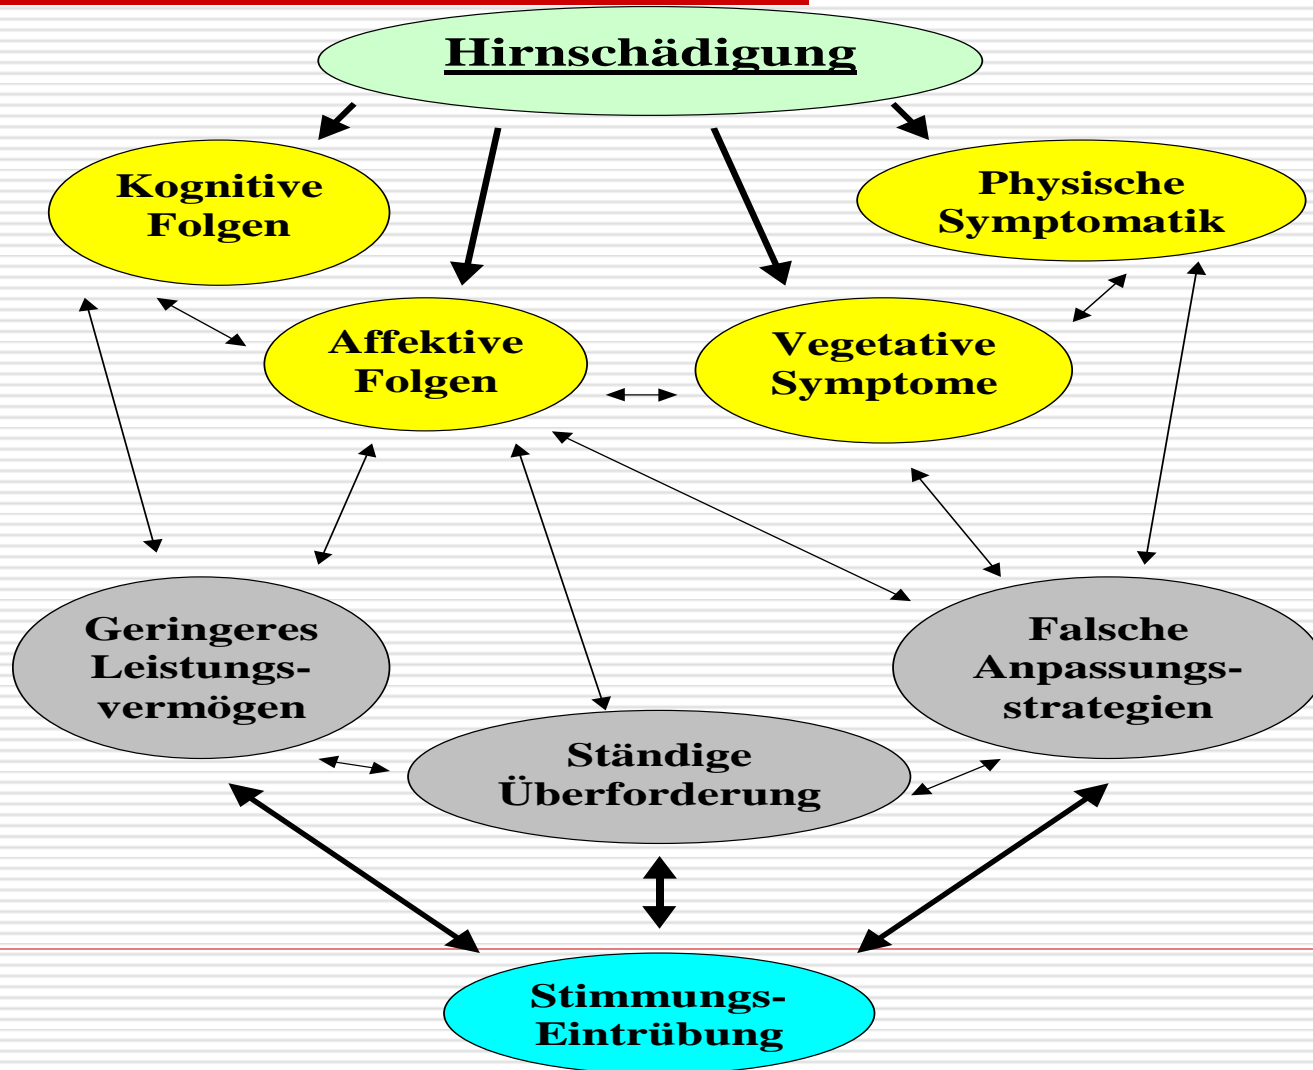 Hirnschädigung
Kognitive
Folgen
Physische
Symptomatik
Affektive
Folgen
Vegetative
Symptome
Geringeres
Leistungs-
vermögen
Falsche
Anpassungs-
strategien
Ständige
Überforderung
Stimmungs-
Eintrübung